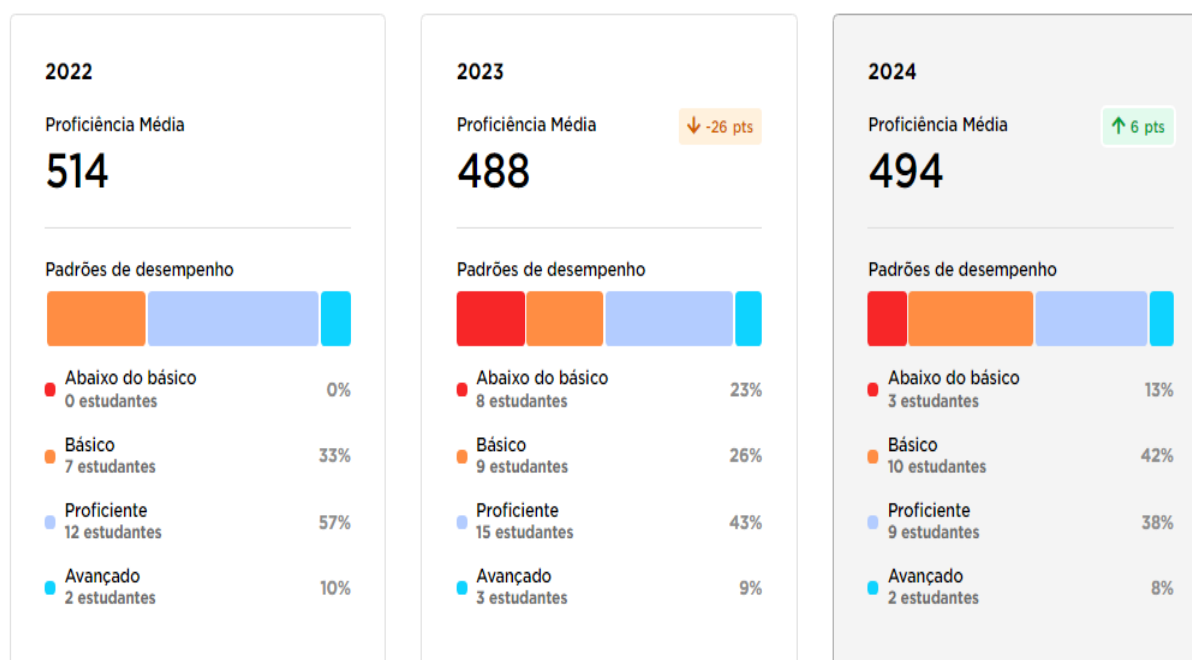 2022
Proficiência Média
514
Padrões de desempenho
Abaixo do básico
0 estudantes
0%
Básico
7 estudantes
33%
Proficiente
12 estudantes
57%
Avançado
2 estudantes
10%
2023
Proficiência Média
-26 pts
488
Padrões de desempenho
Abaixo do básico
8 estudantes
23%
Básico
9 estudantes
26%
Proficiente
15 estudantes
43%
Avançado
3 estudantes
9%
2024
Proficiência Média
6 pts
494
Padrões de desempenho
Abaixo do básico
3 estudantes
13%
Básico
10 estudantes
42%
Proficiente
9 estudantes
38%
Avançado
2 estudantes
8%